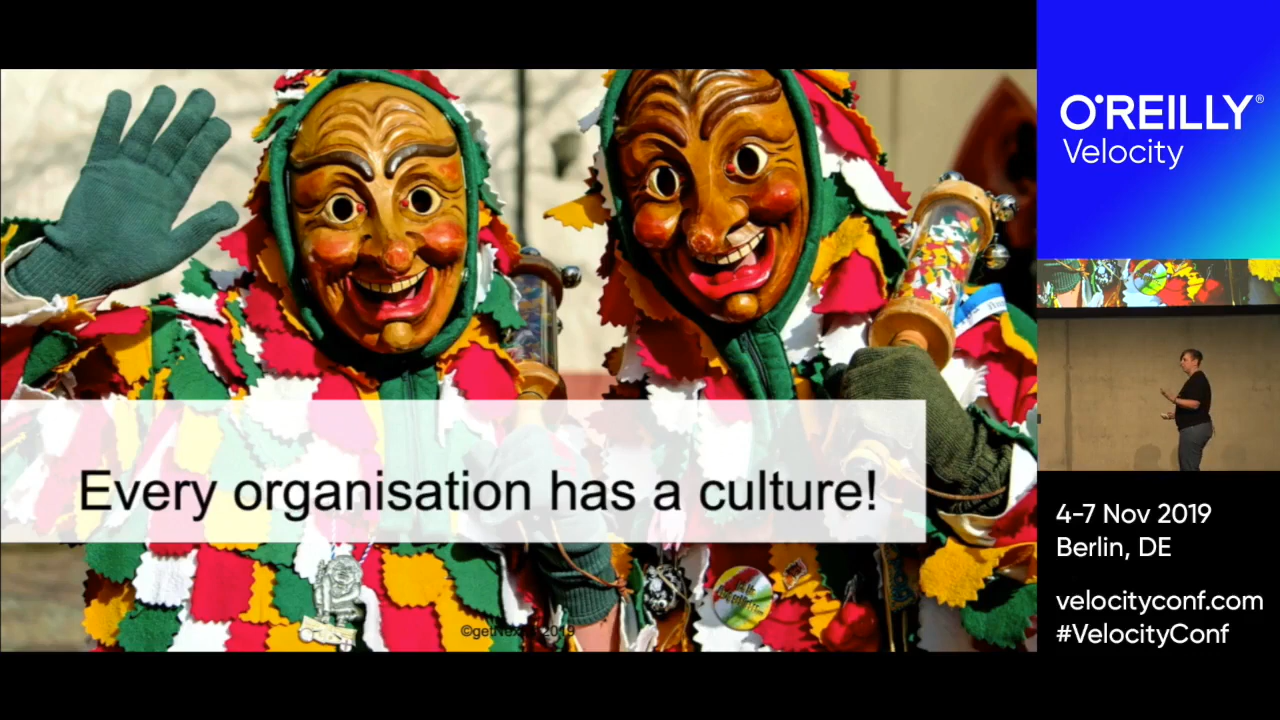 Every organisation has a culture!
O'REILLY®
Velocity
4-7 Nov 2019
Berlin, DE
velocityconf.com
#VelocityConf